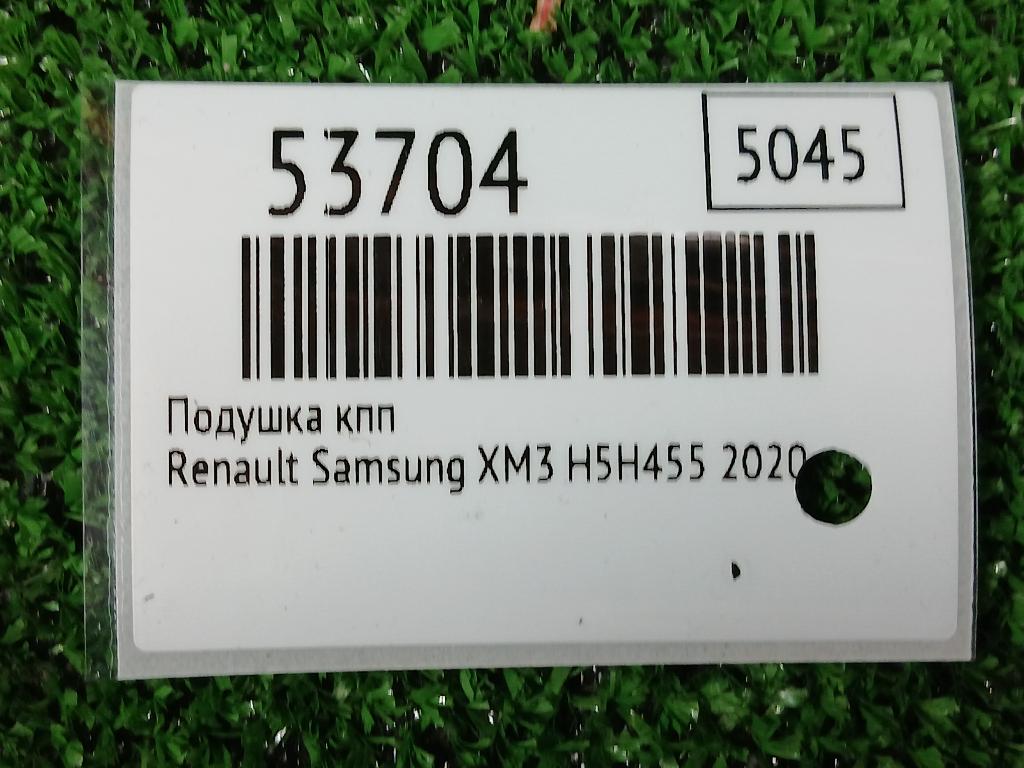 53704
5045
Подушка кпп
Renault Samsung XM3 H5H455 2020